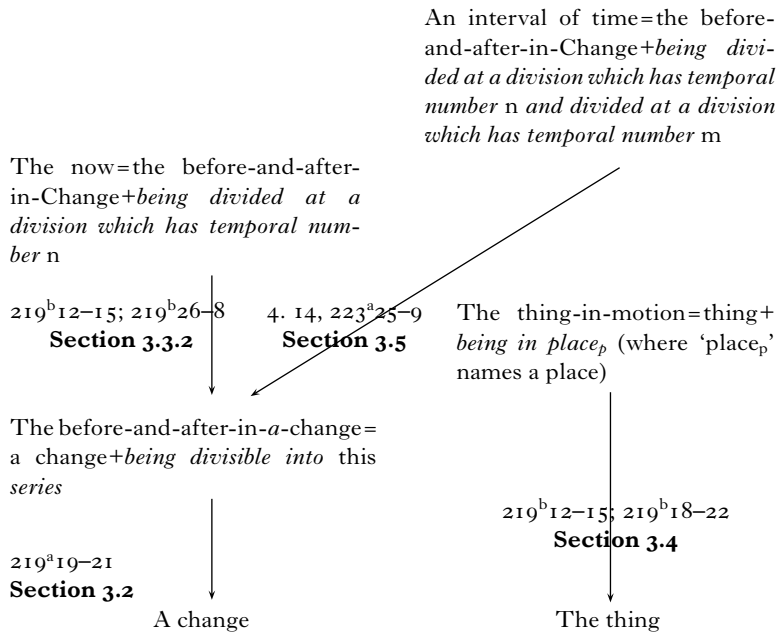 An interval of time=the before-
and-after-in-Change+being divi-
ded at a division which has temporal
number n and divided at a division
which has temporal number m
The now=the before-and-after-
in-Change+being divided at a
division which has temporal num-
ber n
219ᵇ12–15; 219ᵇ26–8
Section 3.3.2
4. 14, 223ᵃ25–9
Section 3.5
The thing-in-motion=thing+
being in placeₚ (where ‘placeₚ’
names a place)
The before-and-after-in-a-change=
a change+being divisible into this
series
219ᵇ12–15; 219ᵇ18–22
Section 3.4
219ᵃ19–21
Section 3.2
A change
The thing